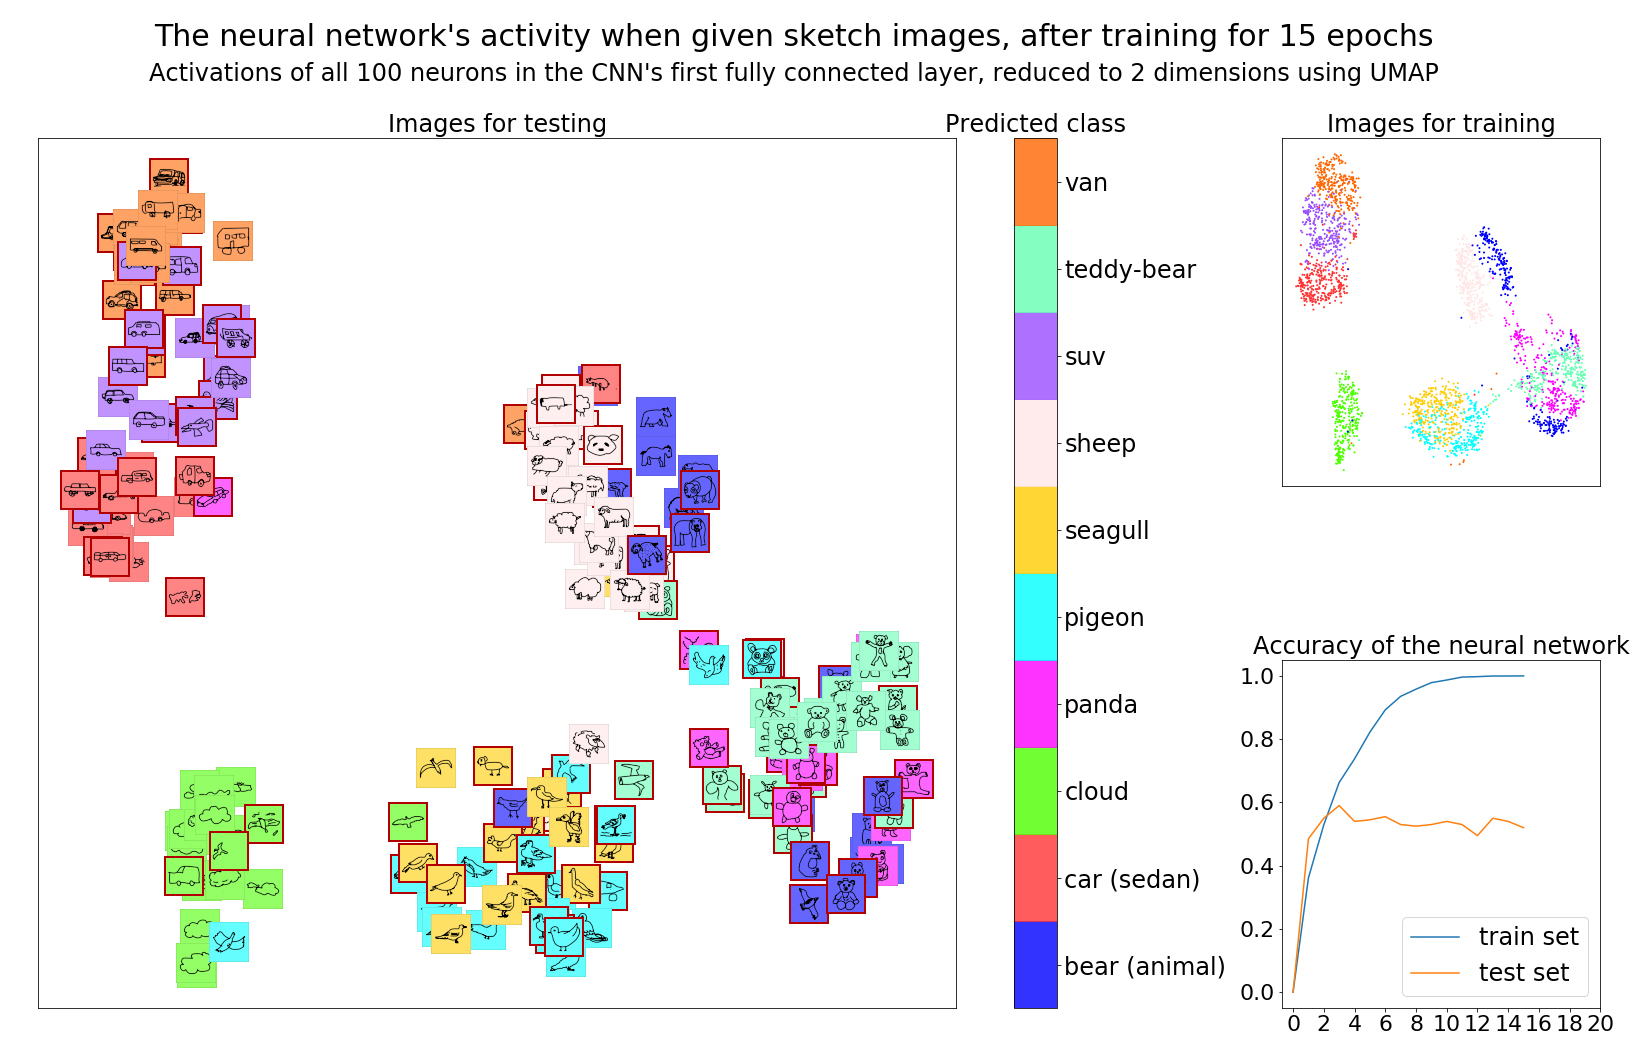 The neural network's activity when given sketch images, after training for 15 epochs
Activations of all 100 neurons in the CNN's first fully connected layer, reduced to 2 dimensions using UMAP
Images for testing
Predicted class
van
teddy-bear
suv
sheep
seagull
pigeon
panda
cloud
car (sedan)
bear (animal)
Images for training
Accuracy of the neural network
1.0
0.8
0.6
0.4
0.2
0.0
train set
test set
0 2 4 6 8 10 12 14 16 18 20